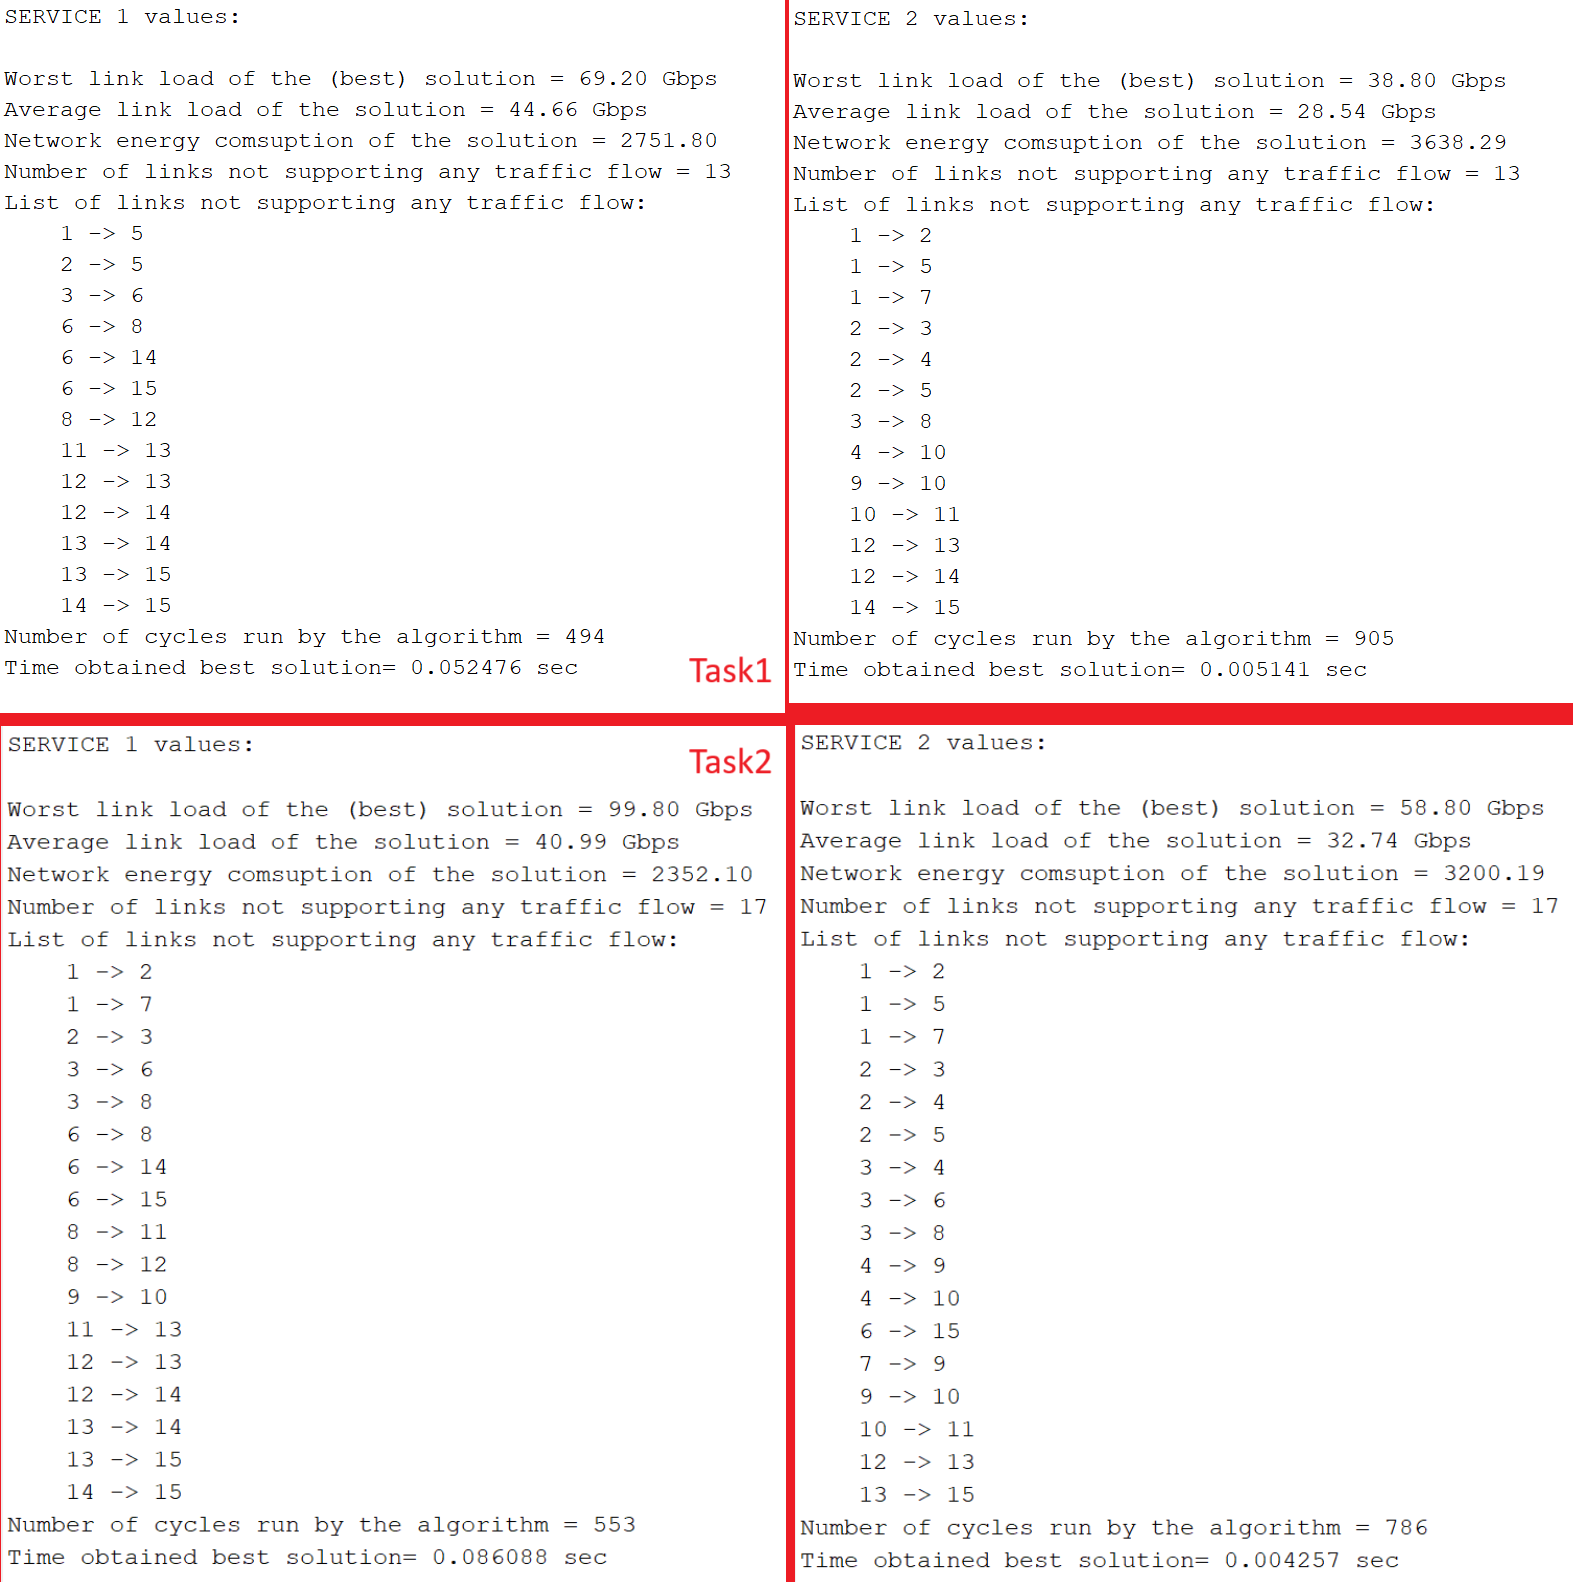 SERVICE 1 values:
Worst link load of the (best) solution = 69.20 Gbps
Average link load of the solution = 44.66 Gbps
Network energy comsuption of the solution = 2751.80
Number of links not supporting any traffic flow = 13
List of links not supporting any traffic flow:
1 -> 5
2 -> 5
3 -> 6
6 -> 8
6 -> 14
6 -> 15
8 -> 12
11 -> 13
12 -> 13
12 -> 14
13 -> 14
13 -> 15
14 -> 15
Number of cycles run by the algorithm = 494
Time obtained best solution= 0.052476 sec
Task1
SERVICE 2 values:
Worst link load of the (best) solution = 38.80 Gbps
Average link load of the solution = 28.54 Gbps
Network energy comsuption of the solution = 3638.29
Number of links not supporting any traffic flow = 13
List of links not supporting any traffic flow:
1 -> 2
1 -> 5
1 -> 7
2 -> 3
2 -> 4
2 -> 5
3 -> 8
4 -> 10
9 -> 10
10 -> 11
12 -> 13
12 -> 14
14 -> 15
Number of cycles run by the algorithm = 905
Time obtained best solution= 0.005141 sec
SERVICE 1 values:
Task2
Worst link load of the (best) solution = 99.80 Gbps
Average link load of the solution = 40.99 Gbps
Network energy comsuption of the solution = 2352.10
Number of links not supporting any traffic flow = 17
List of links not supporting any traffic flow:
1 -> 2
1 -> 7
2 -> 3
3 -> 6
3 -> 8
6 -> 8
6 -> 14
6 -> 15
8 -> 11
8 -> 12
9 -> 10
11 -> 13
12 -> 13
12 -> 14
13 -> 14
13 -> 15
14 -> 15
Number of cycles run by the algorithm = 553
Time obtained best solution= 0.086088 sec
SERVICE 2 values:
Worst link load of the (best) solution = 58.80 Gbps
Average link load of the solution = 32.74 Gbps
Network energy comsuption of the solution = 3200.19
Number of links not supporting any traffic flow = 17
List of links not supporting any traffic flow:
1 -> 2
1 -> 5
1 -> 7
2 -> 3
2 -> 4
2 -> 5
3 -> 4
3 -> 6
3 -> 8
4 -> 9
4 -> 10
6 -> 15
7 -> 9
9 -> 10
10 -> 11
12 -> 13
13 -> 15
Number of cycles run by the algorithm = 786
Time obtained best solution= 0.004257 sec